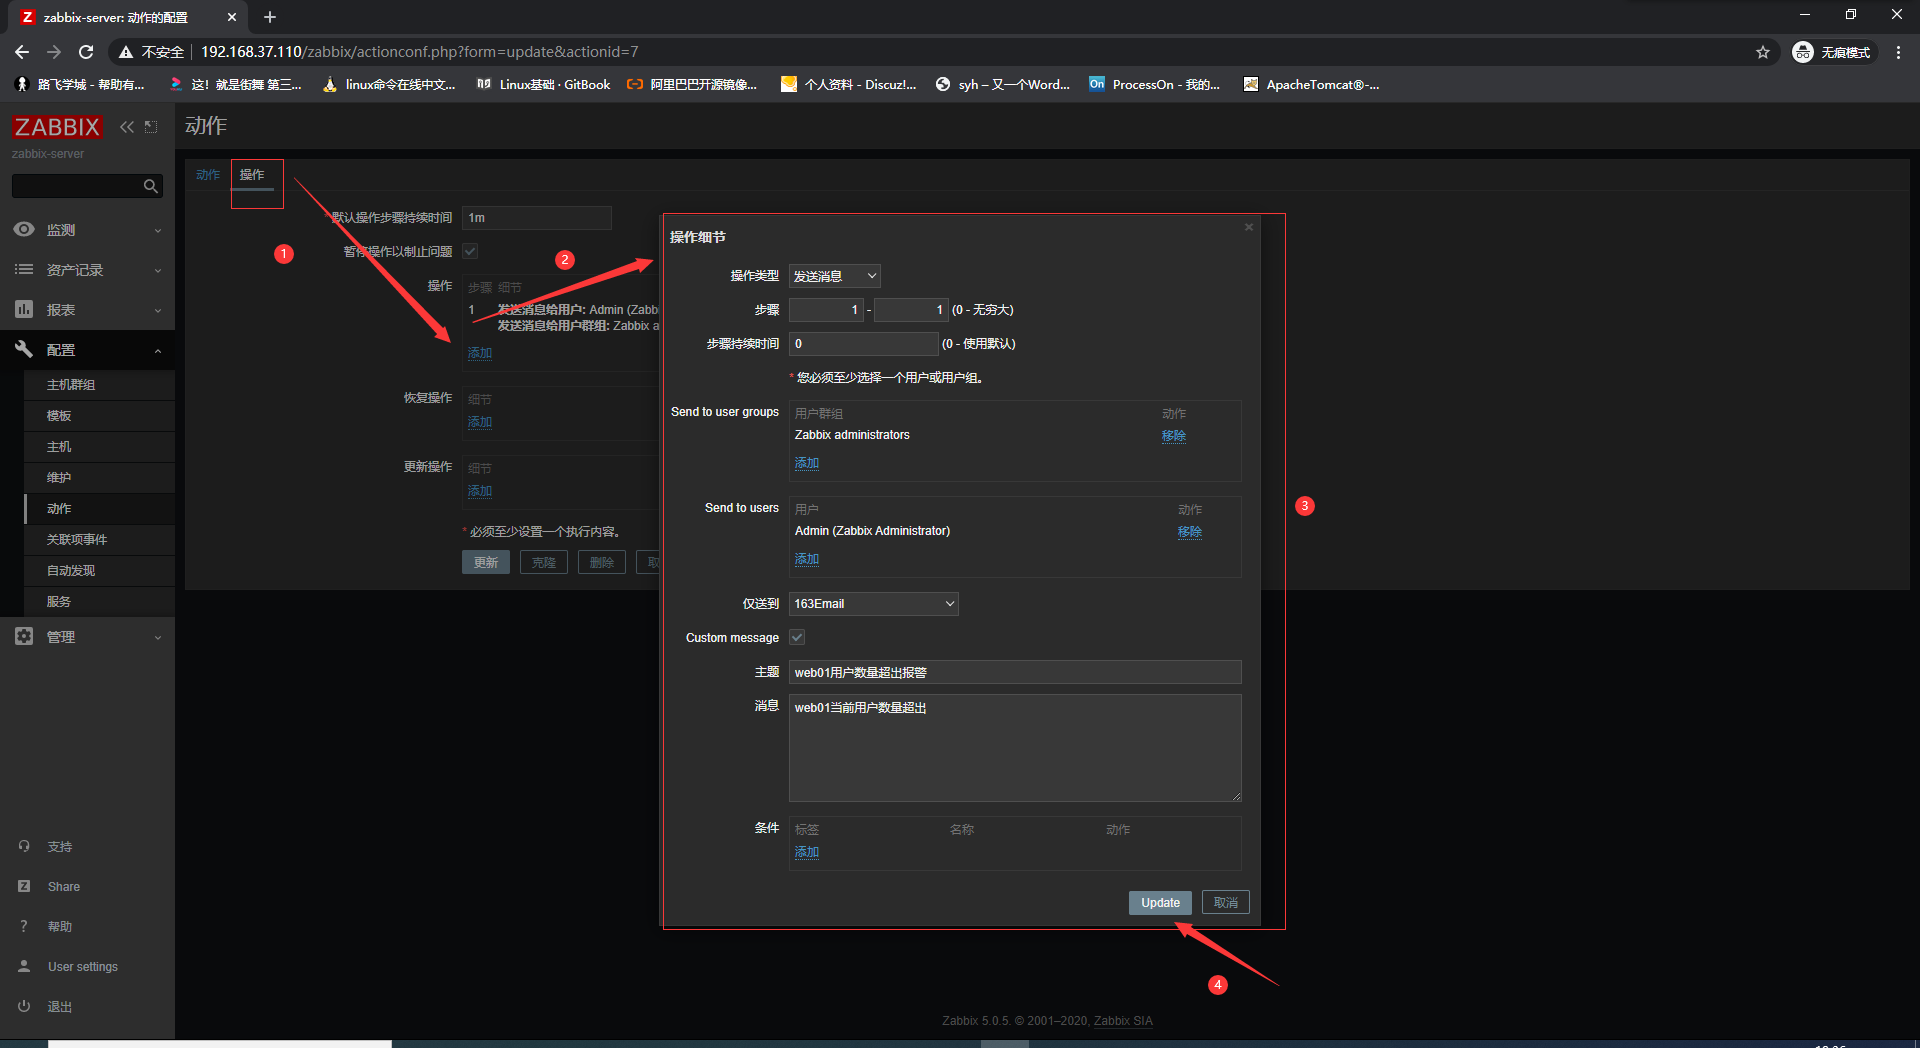 zabbix-server: 动作的配置
不安全 192.168.37.110/zabbix/actionconf.php?form=update&actionid=7
无痕模式
路飞学城 - 帮助有... 这！就是街舞 第三... linux命令在线中文... Linux基础 · GitBook 阿里巴巴开源镜像... 个人资料 - Discuz!... syh – 又一个Word... ProcessOn - 我的... ApacheTomcat®-...
ZABBIX
zabbix-server
监测
资产记录
报表
配置
主机群组
模板
主机
维护
动作
关联项事件
自动发现
服务
管理
支持
Share
帮助
User settings
退出
动作
动作 操作
* 默认操作步骤持续时间 1m
暂停操作以制止问题
操作 步骤 细节
1 发送消息给用户: Admin (Zabb
发送消息给用户群组: Zabbix a
添加
恢复操作 细节
添加
更新操作 细节
添加
* 必须至少设置一个执行内容。
更新 克隆 删除 取
1
2
3
4
操作细节
操作类型 发送消息
步骤 1 - 1 (0 - 无穷大)
步骤持续时间 0 (0 - 使用默认)
* 您必须至少选择一个用户或用户组。
Send to user groups 用户群组 动作
Zabbix administrators 移除
添加
Send to users 用户 动作
Admin (Zabbix Administrator) 移除
添加
仅送到 163Email
Custom message
主题 web01用户数量超出报警
消息 web01当前用户数量超出
条件 标签 名称 动作
添加
Update 取消
Zabbix 5.0.5. © 2001–2020, Zabbix SIA